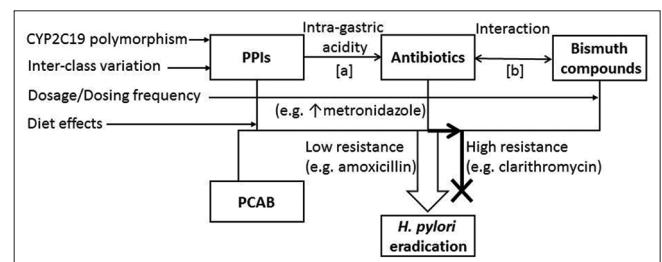 CYP2C19 polymorphism
Inter-class variation
Dosage/Dosing frequency
Diet effects
PPIs
Intra-gastric
acidity
[a]
Antibiotics
Interaction
[b]
Bismuth
compounds
(e.g. ↑metronidazole)
Low resistance
(e.g. amoxicillin)
High resistance
(e.g. clarithromycin)
PCAB
H. pylori
eradication